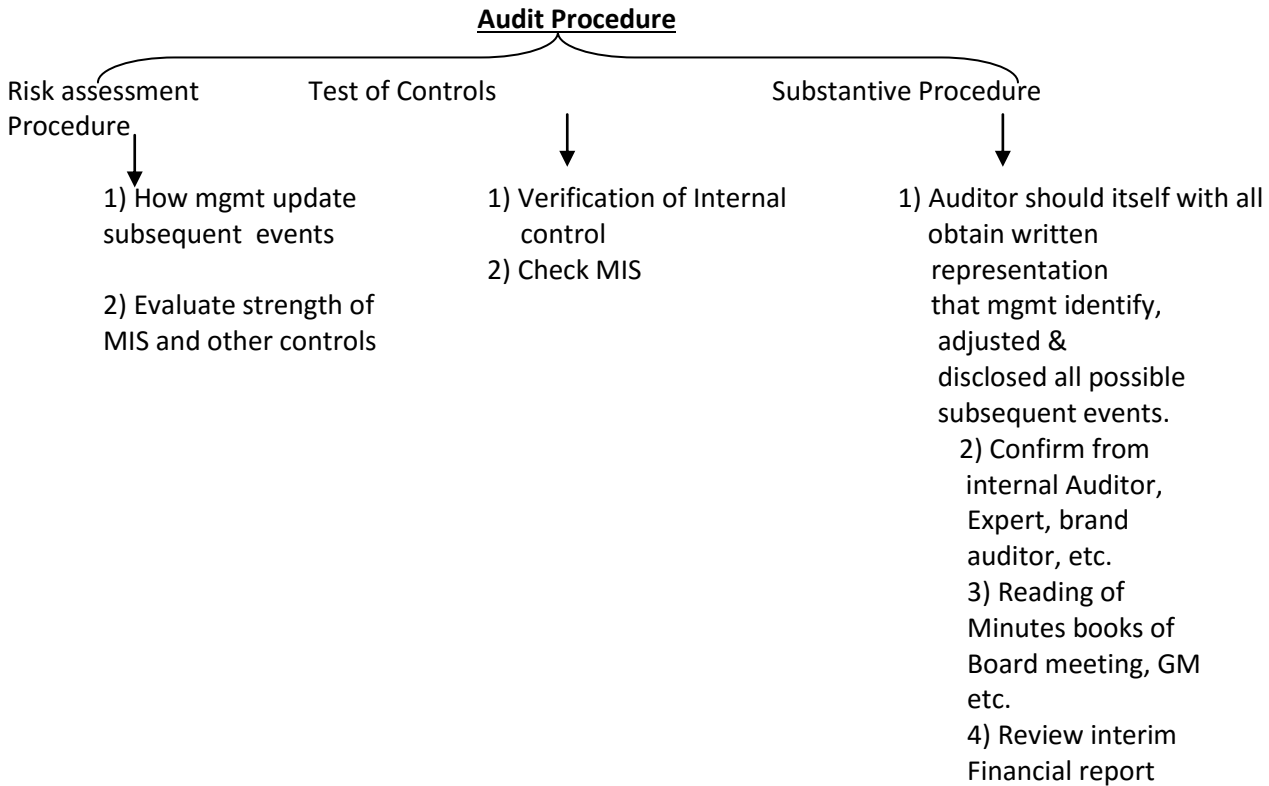 Audit Procedure
Risk assessment
Procedure
Test of Controls
Substantive Procedure
1) How mgmt update
subsequent events
2) Evaluate strength of
MIS and other controls
1) Verification of Internal
control
2) Check MIS
1) Auditor should itself with all
obtain written
representation
that mgmt identify,
adjusted &
disclosed all possible
subsequent events.
2) Confirm from
internal Auditor,
Expert, brand
auditor, etc.
3) Reading of
Minutes books of
Board meeting, GM
etc.
4) Review interim
Financial report